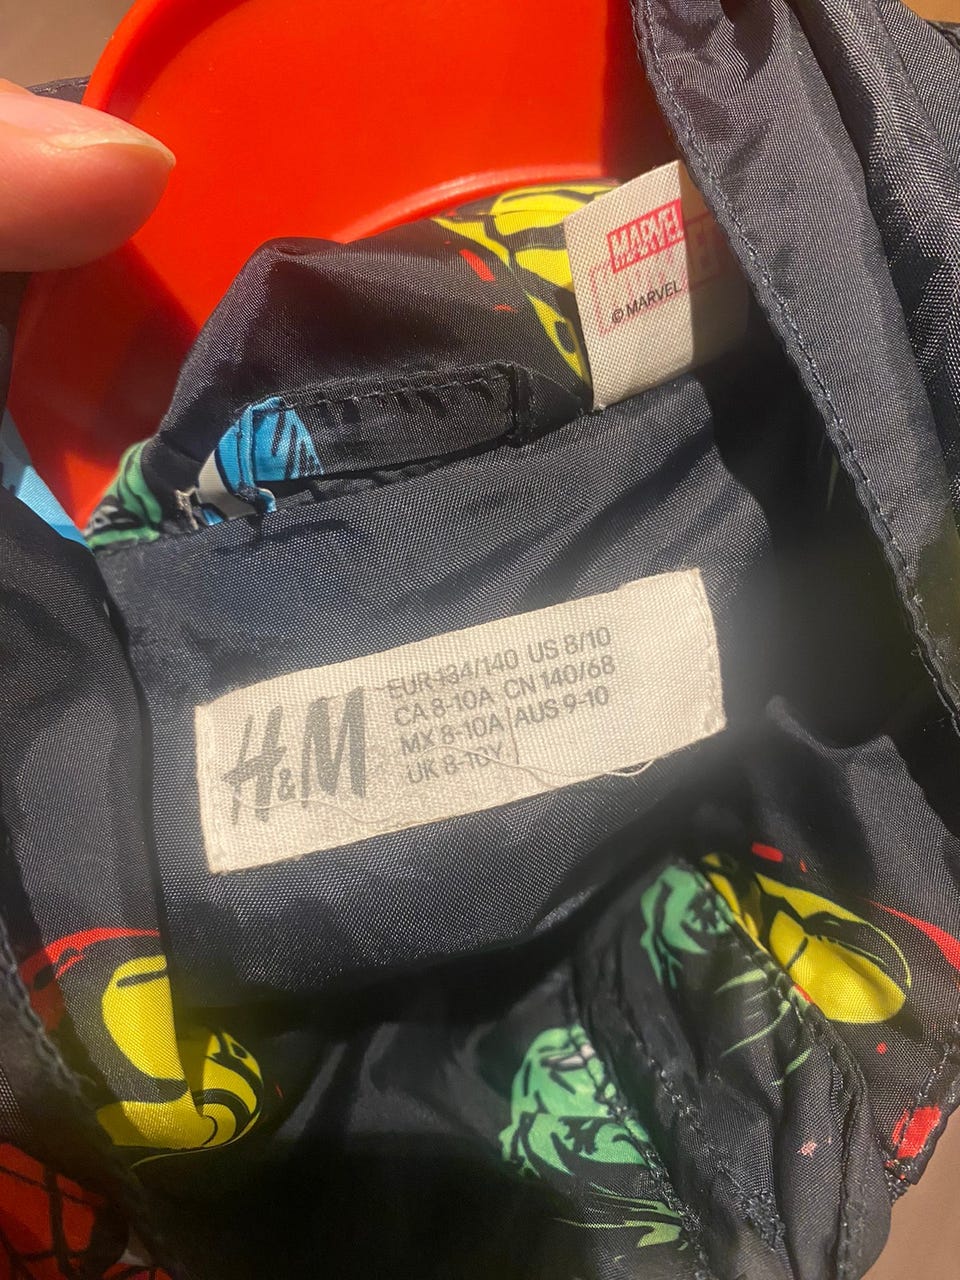 MARVEL
© MARVEL
H&M
EUR 134/140 US 8/10
CA 8-10A CN 140/68
MX 8-10A AUS 9-10
UK 8-10Y